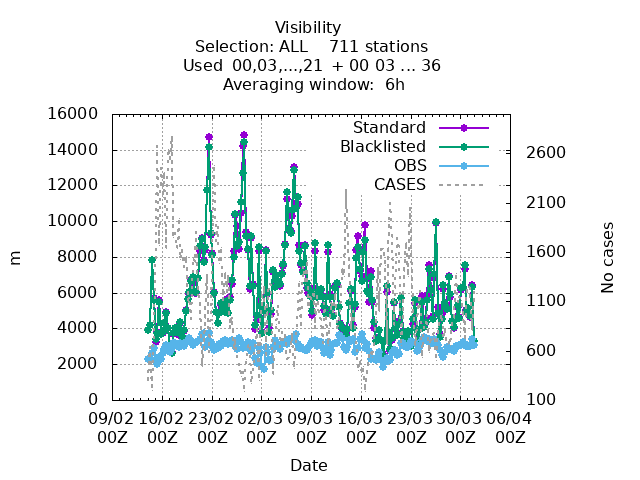 Visibility
Selection: ALL 711 stations
Used 00,03,...,21 + 00 03 ... 36
Averaging window: 6h
Standard
Blacklisted
OBS
CASES
16000
14000
12000
10000
8000
6000
4000
2000
0
m
2600
2100
1600
1100
600
100
No cases
09/02 16/02 23/02 02/03 09/03 16/03 23/03 30/03 06/04
00Z 00Z 00Z 00Z 00Z 00Z 00Z 00Z 00Z
Date